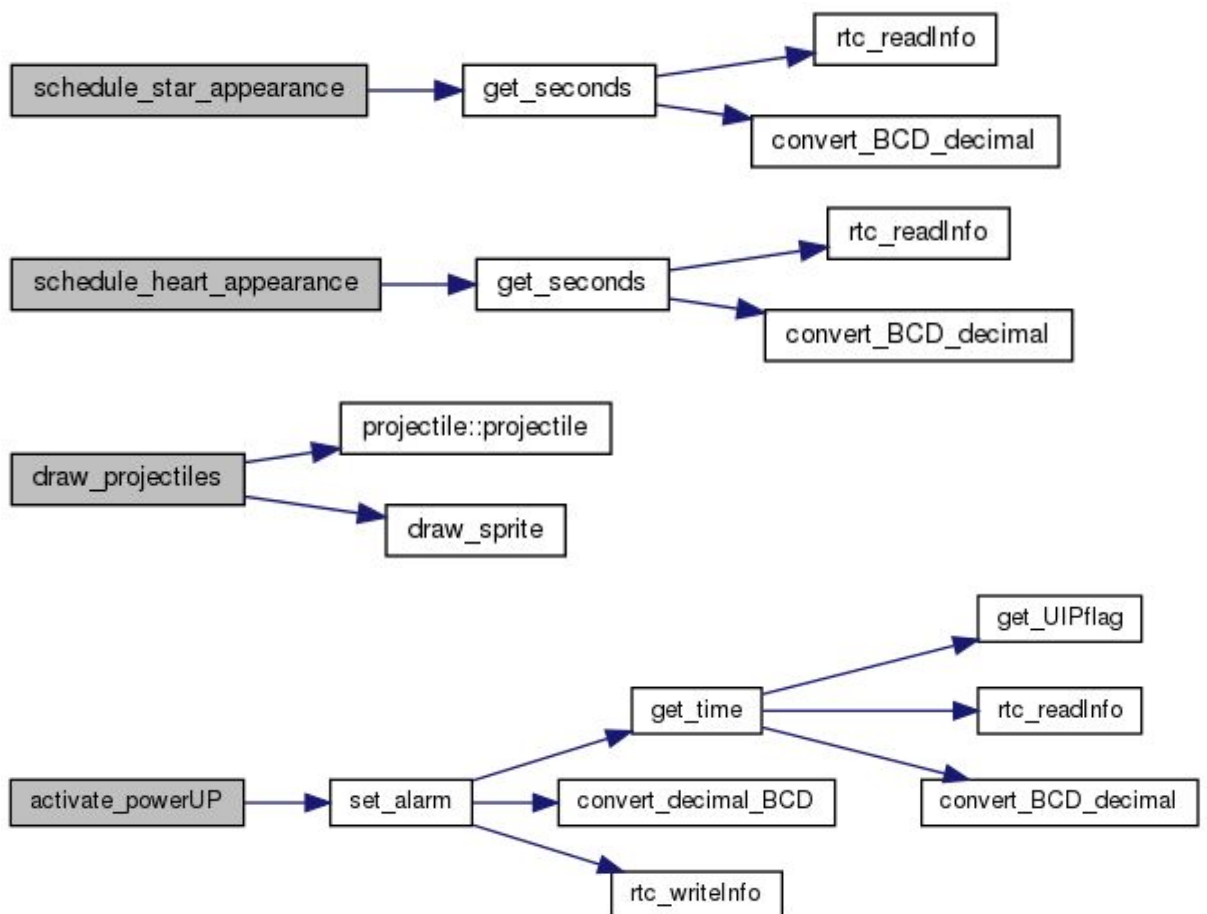 rtc_readInfo
schedule_star_appearance
get_seconds
convert_BCD_decimal
rtc_readInfo
schedule_heart_appearance
get_seconds
convert_BCD_decimal
projectile::projectile
draw_projectiles
draw_sprite
get_UIPflag
get_time
rtc_readInfo
activate_powerUP
set_alarm
convert_decimal_BCD
convert_BCD_decimal
rtc_writeInfo